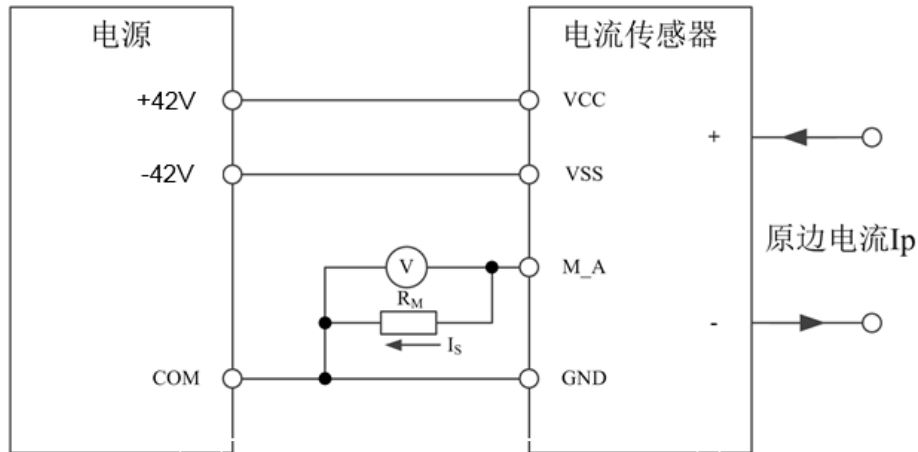 电源
电流传感器
+42V
VCC
-42V
VSS
+
原边电流Ip
V
M_A
RM
IS
-
COM
GND